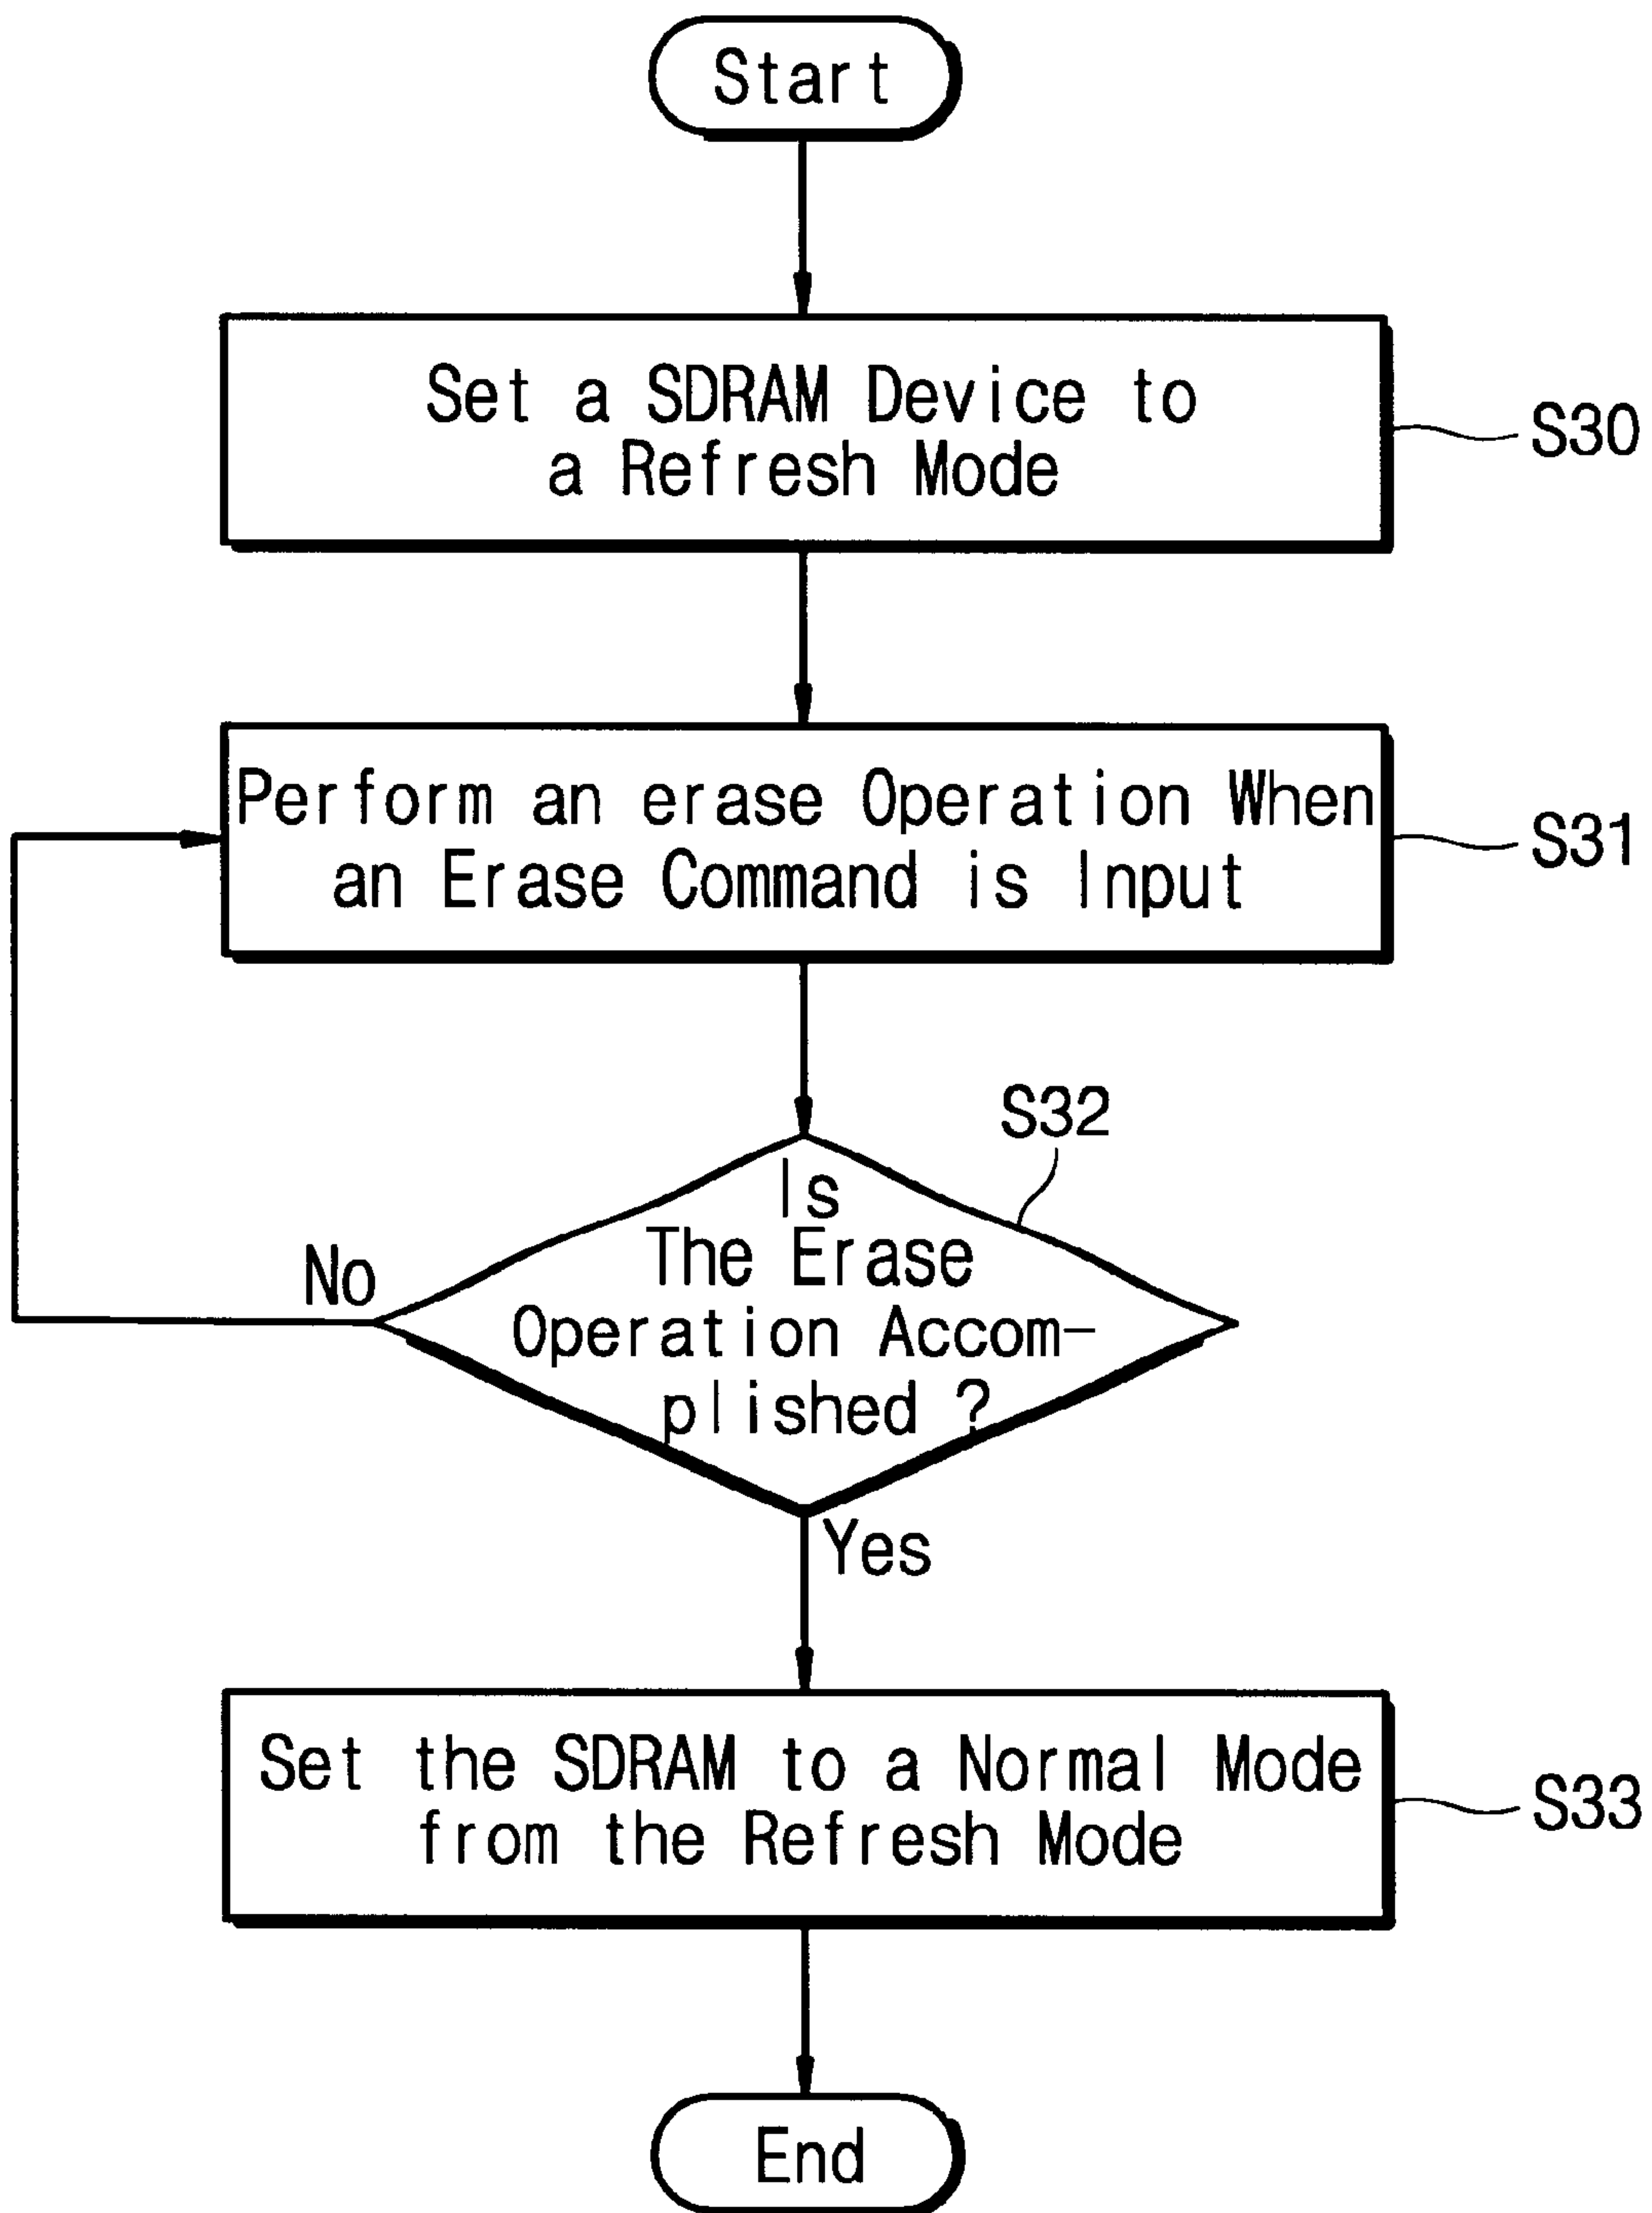 Start
Set a SDRAM Device to
a Refresh Mode
S30
Perform an erase Operation When
an Erase Command is Input
S31
S32
Is
The Erase
Operation Accom-
plished ?
No
Yes
Set the SDRAM to a Normal Mode
from the Refresh Mode
S33
End